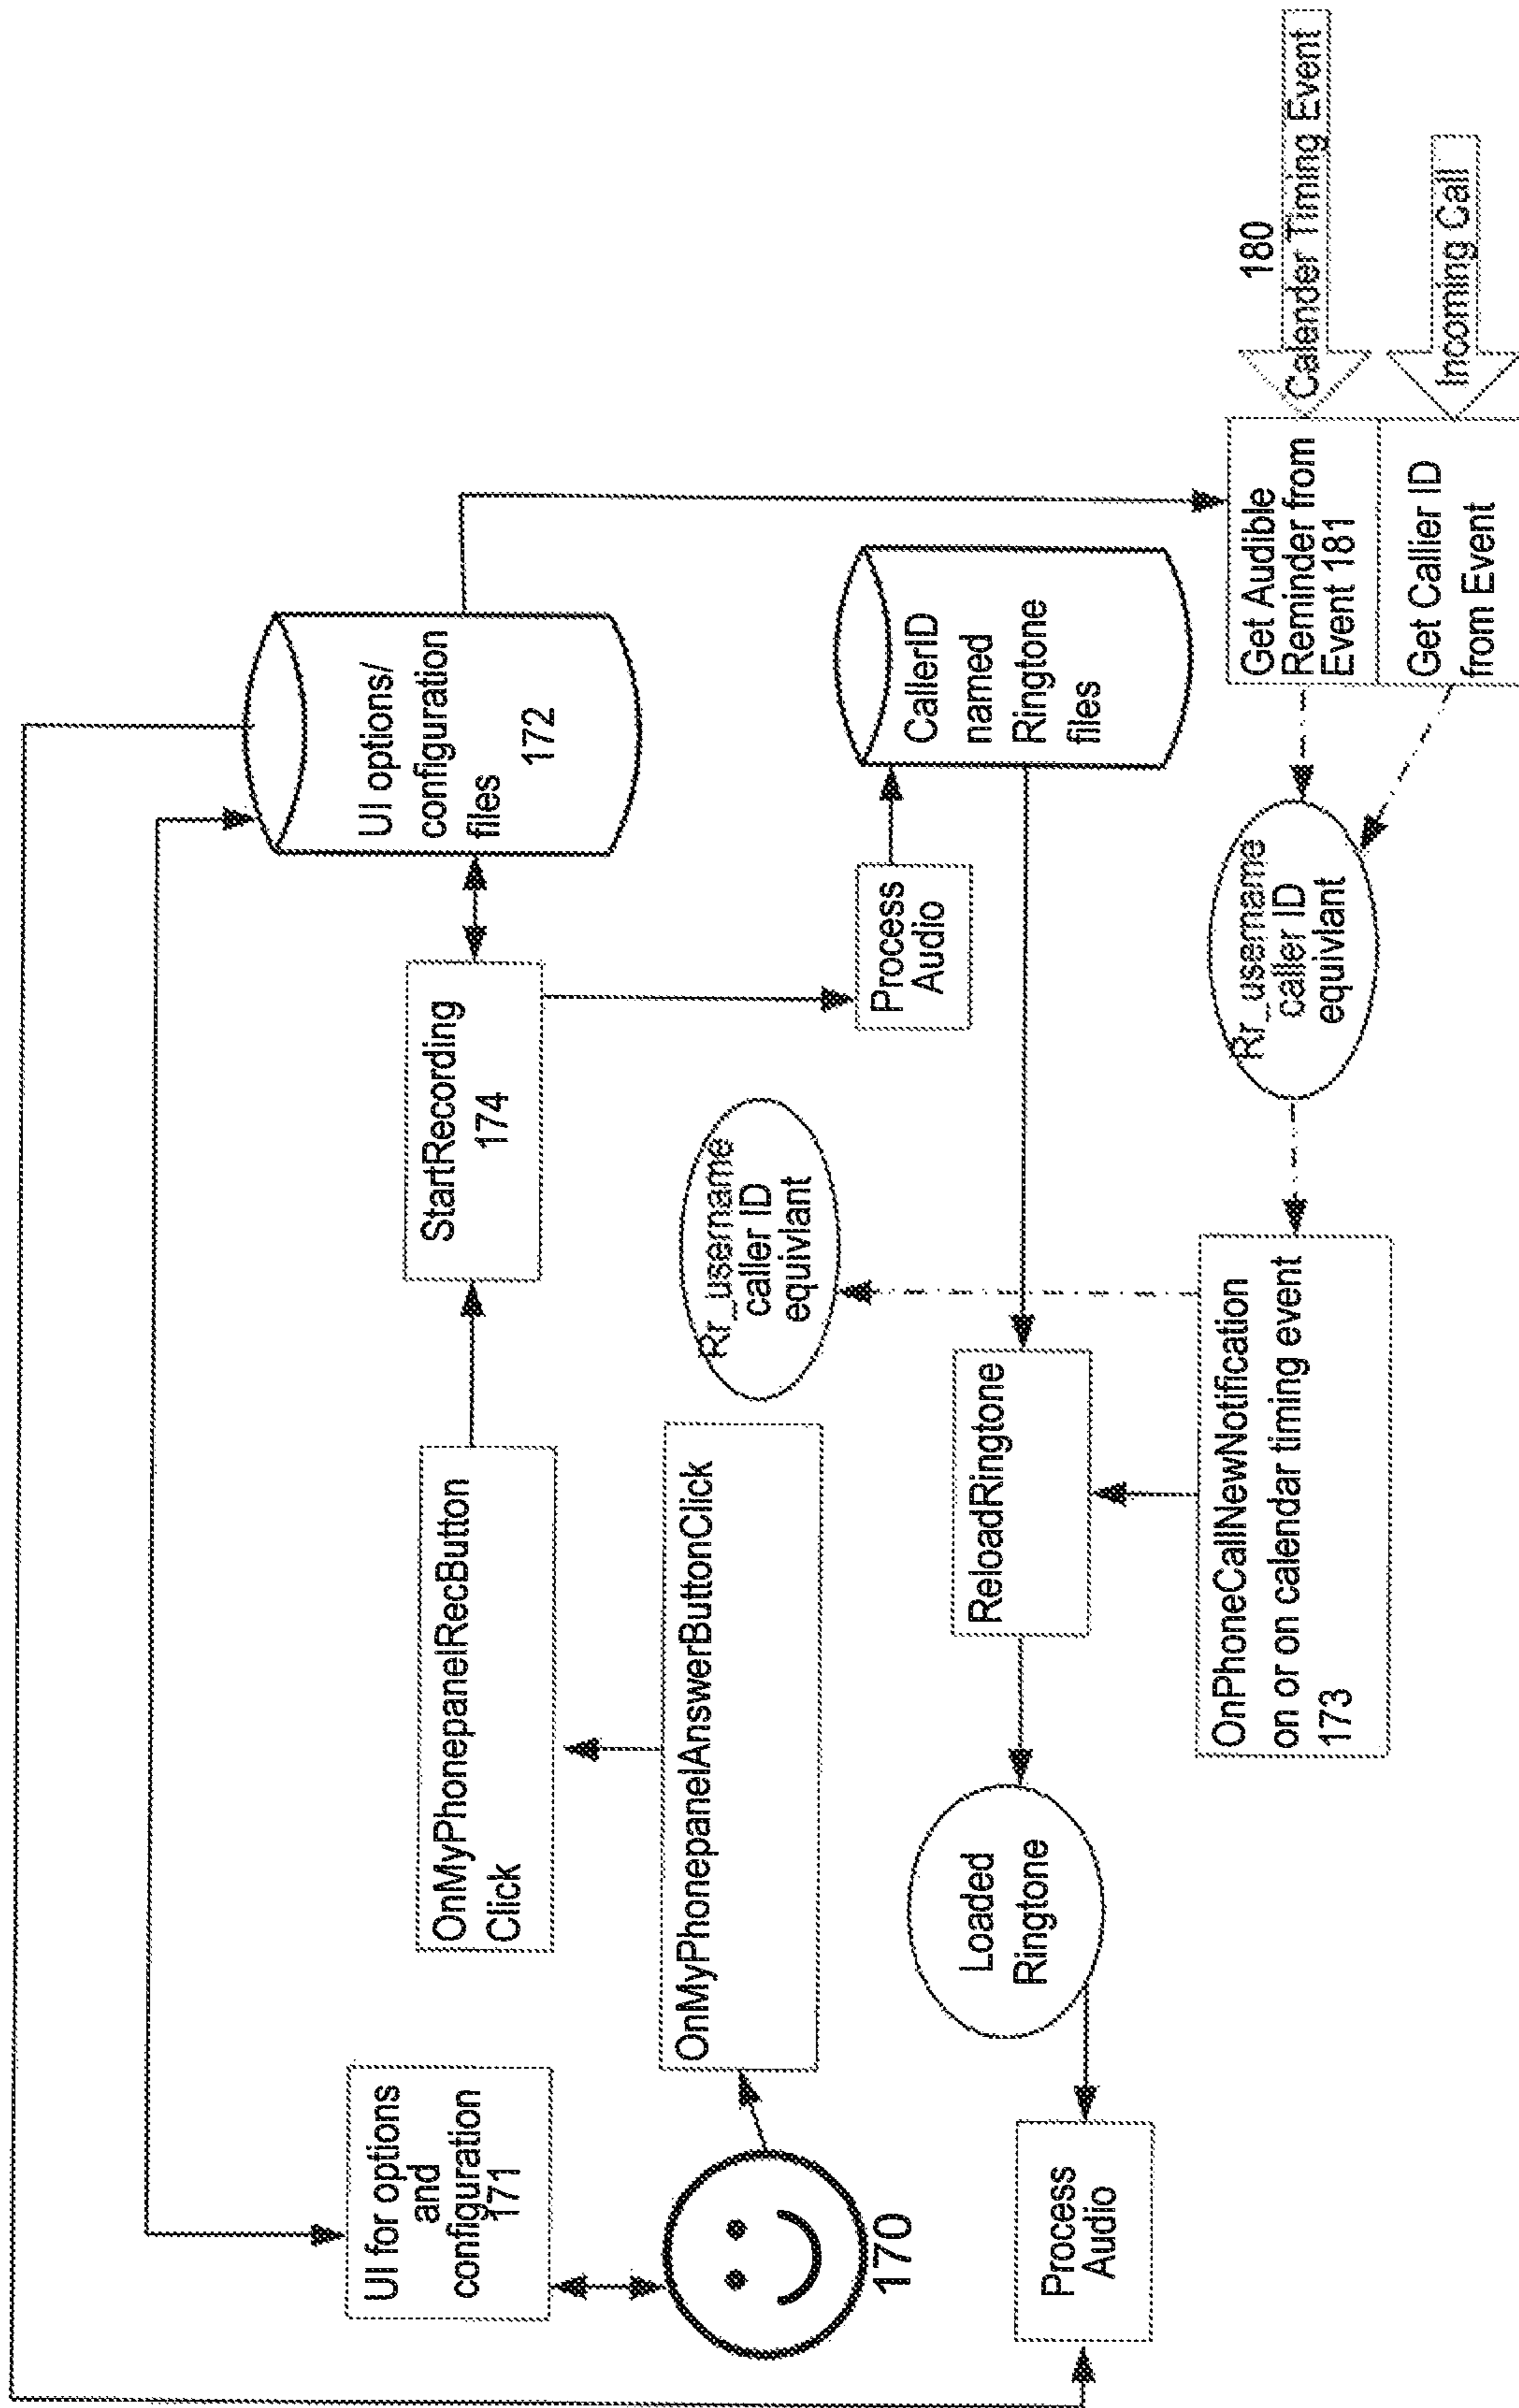 UI for options
and
configuration
171
170
OnMyPhonepanelRecButton
Click
OnMyPhonepanelAnswerButtonClick
StartRecording
174
UI options/
configuration
files
172
Rr_username
caller ID
equivlant
Process
Audio
CallerID
named
Ringtone
files
Process
Audio
Loaded
Ringtone
ReloadRingtone
OnPhoneCallNewNotification
on or on calendar timing event
173
Rr_username
caller ID
equivlant
Get Audible
Reminder from
Event 181
Get Callier ID
from Event
180
Calender Timing Event
Incoming Call